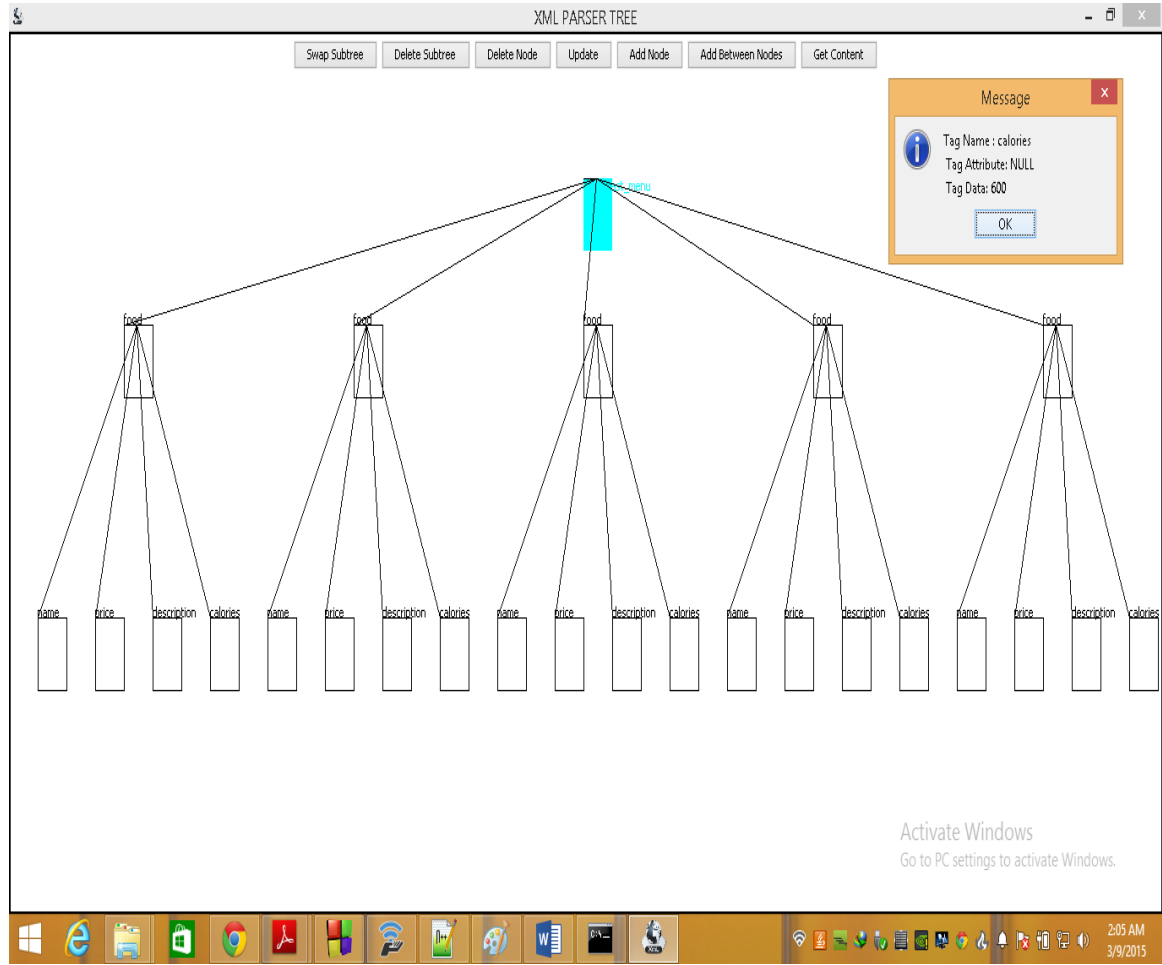 XML PARSER TREE
Swap Subtree Delete Subtree Delete Node Update Add Node Add Between Nodes Get Content
Message
Tag Name : calories
Tag Attribute: NULL
Tag Data: 600
OK
food food food food food
name price description calories name price description calories name price description calories name price description calories name price description calories
Activate Windows
Go to PC settings to activate Windows.
2:05 AM
3/9/2015